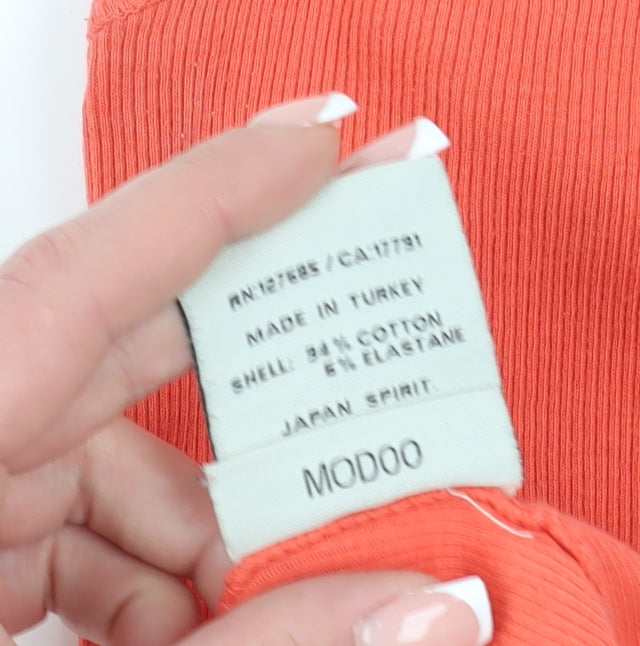 RN:127685 / CA:17791
MADE IN TURKEY
SHELL: 94% COTTON
6% ELASTANE
JAPAN SPIRIT.
MODOO